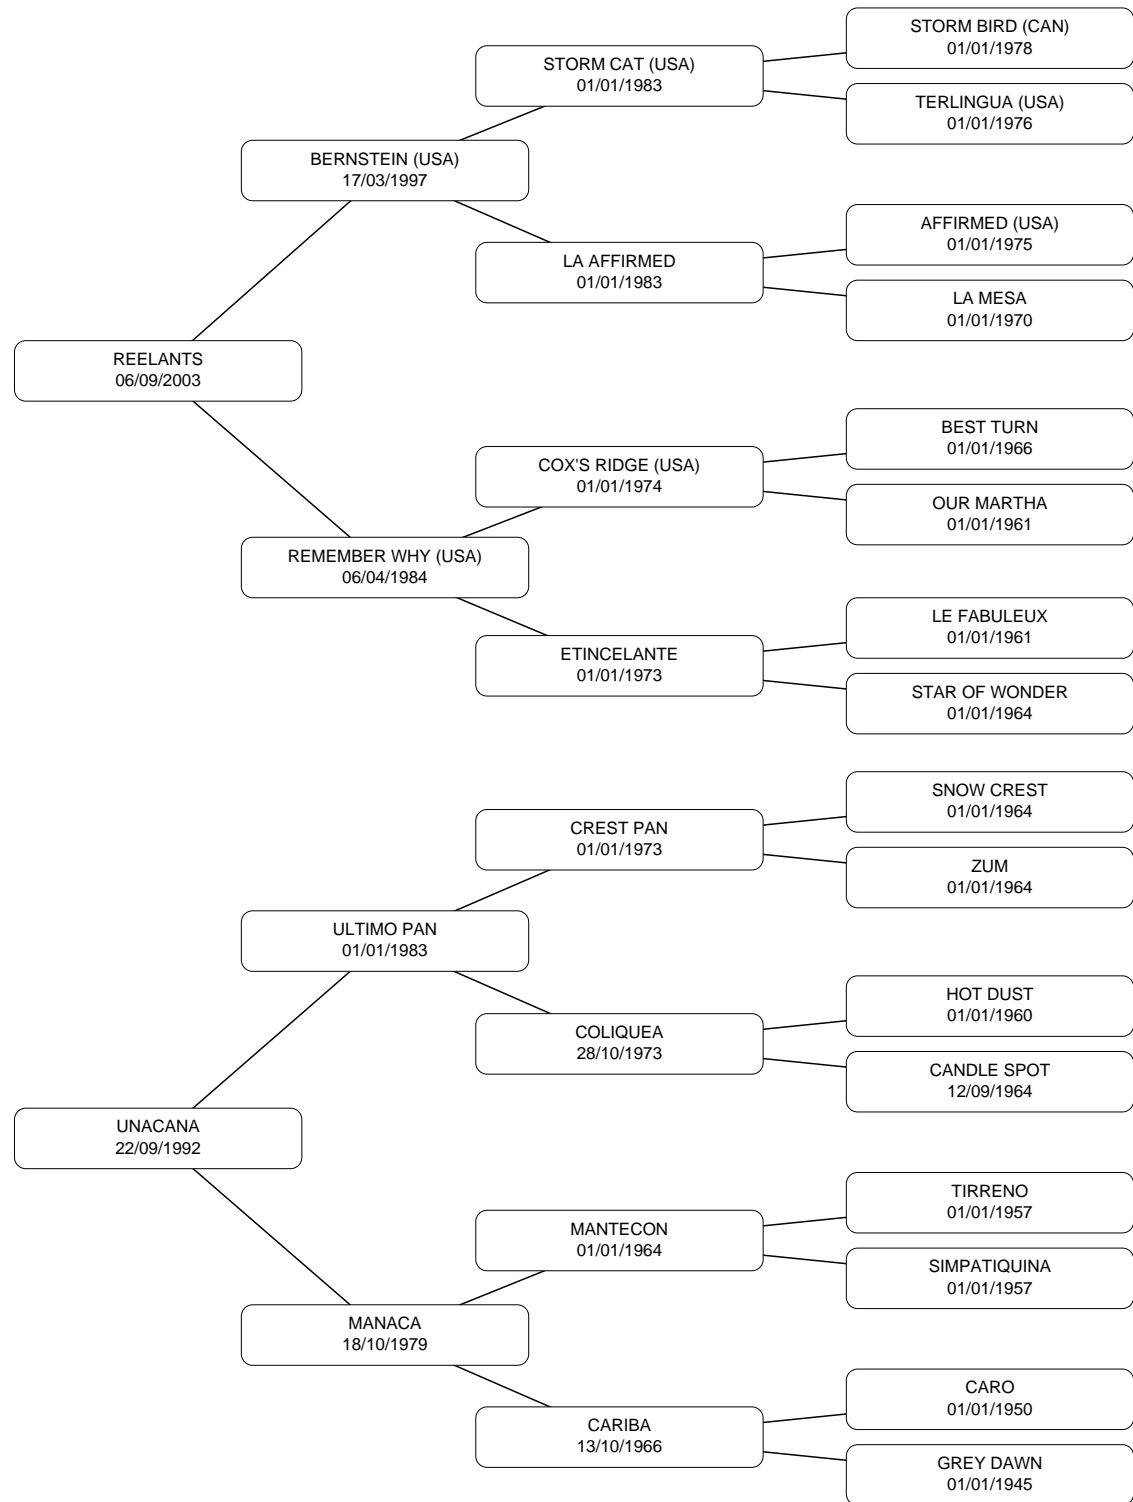 STORM BIRD (CAN)
01/01/1978
STORM CAT (USA)
01/01/1983
TERLINGUA (USA)
01/01/1976
BERNSTEIN (USA)
17/03/1997
AFFIRMED (USA)
01/01/1975
LA AFFIRMED
01/01/1983
LA MESA
01/01/1970
REELANTS
06/09/2003
BEST TURN
01/01/1966
COX'S RIDGE (USA)
01/01/1974
OUR MARTHA
01/01/1961
REMEMBER WHY (USA)
06/04/1984
LE FABULEUX
01/01/1961
ETINCELANTE
01/01/1973
STAR OF WONDER
01/01/1964
SNOW CREST
01/01/1964
CREST PAN
01/01/1973
ZUM
01/01/1964
ULTIMO PAN
01/01/1983
HOT DUST
01/01/1960
COLIQUEA
28/10/1973
CANDLE SPOT
12/09/1964
UNACANA
22/09/1992
TIRRENO
01/01/1957
MANTECON
01/01/1964
SIMPATIQUINA
01/01/1957
MANACA
18/10/1979
CARO
01/01/1950
CARIBA
13/10/1966
GREY DAWN
01/01/1945